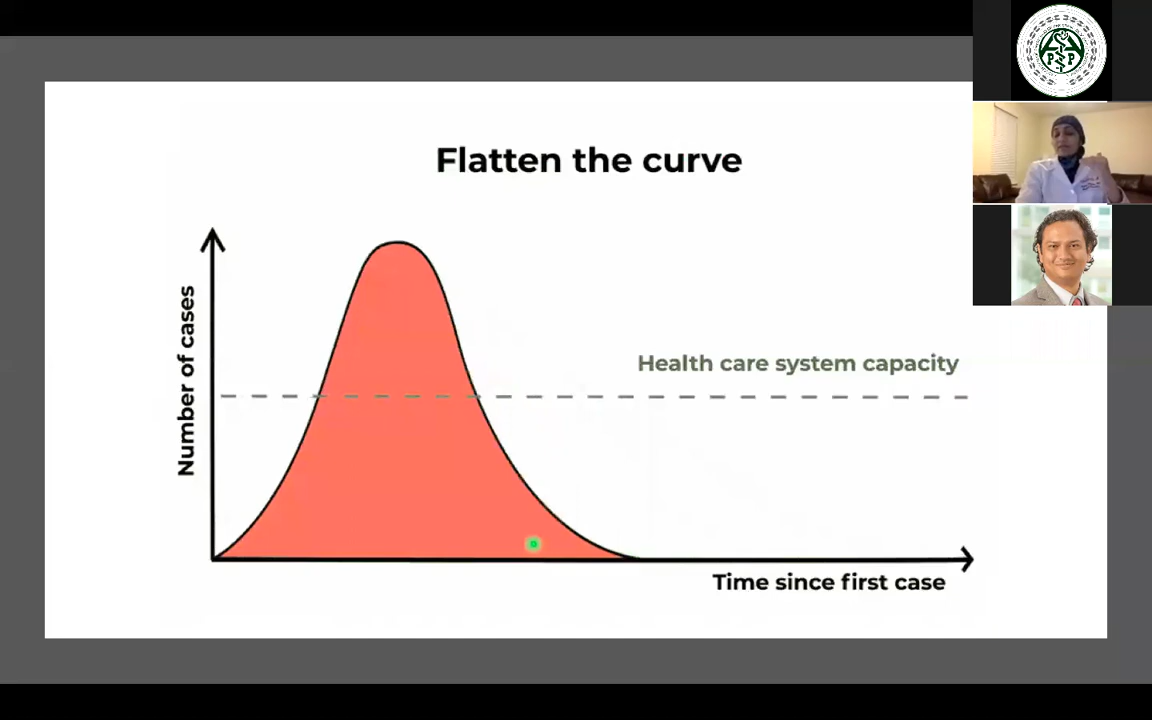 Flatten the curve
Number of cases
Health care system capacity
Time since first case
P P